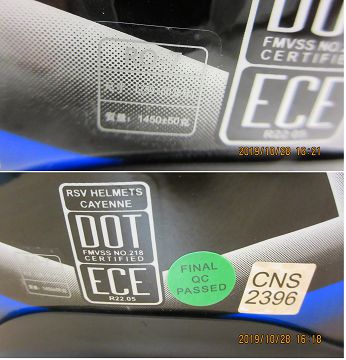 DOT
FMVSS NO.218
CERTIFIED
ECE
R22.05
質量：1450±50克
2019/10/28 16:21
RSV HELMETS
CAYENNE
DOT
FMVSS NO.218
CERTIFIED
ECE
R22.05
FINAL
QC
PASSED
CNS
2396
2019/10/28 16:18